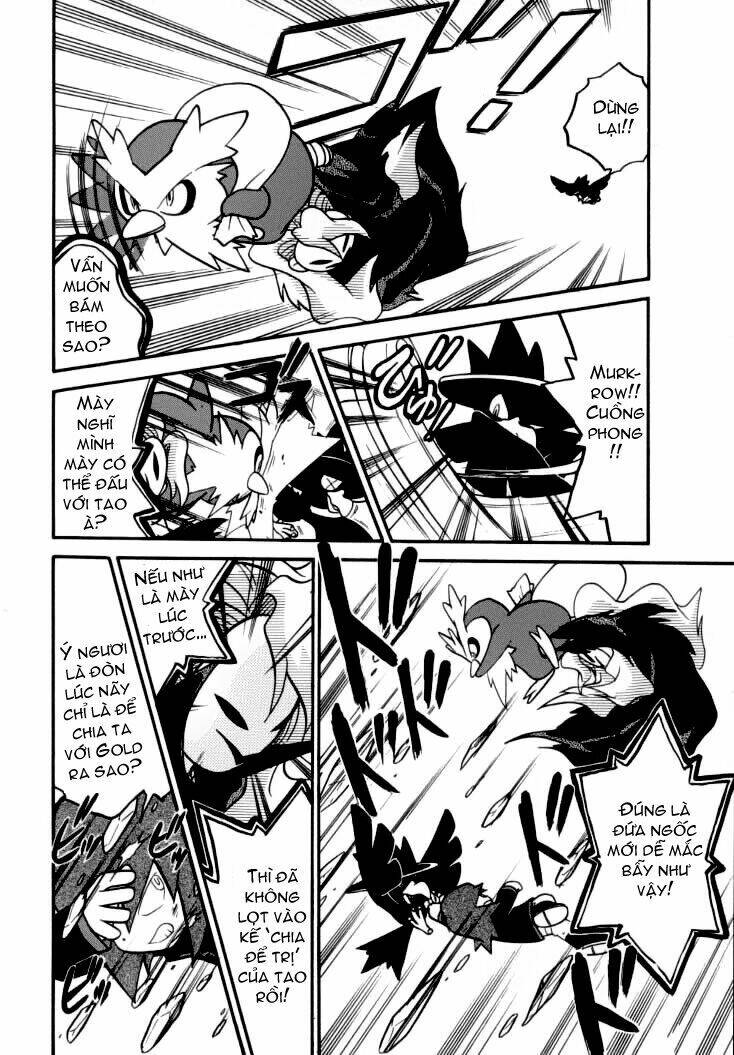 DỪNG
LẠI!!
VẪN
MUỐN
BÁM
THEO
SAO?
MURK-
ROW!!
CUỒNG
PHONG
!!
MÀY
NGHĨ
MÌNH
MÀY CÓ
THỂ ĐẤU
VỚI TAO
À?
NẾU NHƯ
LÀ MÀY
LÚC
TRƯỚC...
Ý NGƯƠI
LÀ ĐÒN
LÚC NÃY
CHỈ LÀ ĐỂ
CHIA TA
VỚI GOLD
RA SAO?
ĐÚNG LÀ
ĐỨA NGỐC
MỚI DỄ MẮC
BẪY NHƯ
VẬY!
THÌ ĐÃ
KHÔNG
LỌT VÀO
KẾ 'CHIA
ĐỂ TRỊ'
CỦA TAO
RỒI!
ドドド